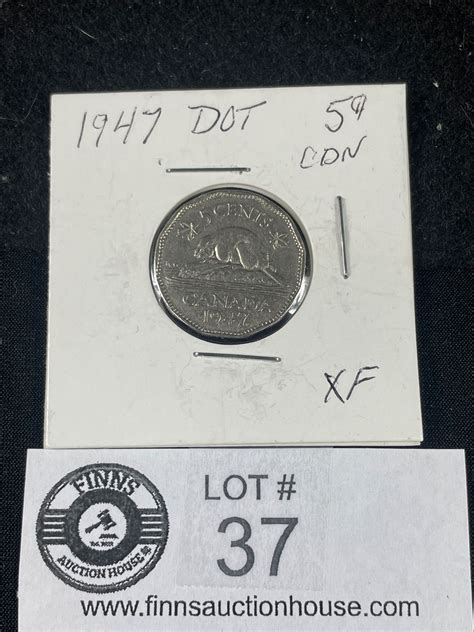 1947 DOT 5¢
CDN
5 CENTS
CANADA
1947
XF
FINNS
AUCTION HOUSE
LOT #
37
www.finnsauctionhouse.com